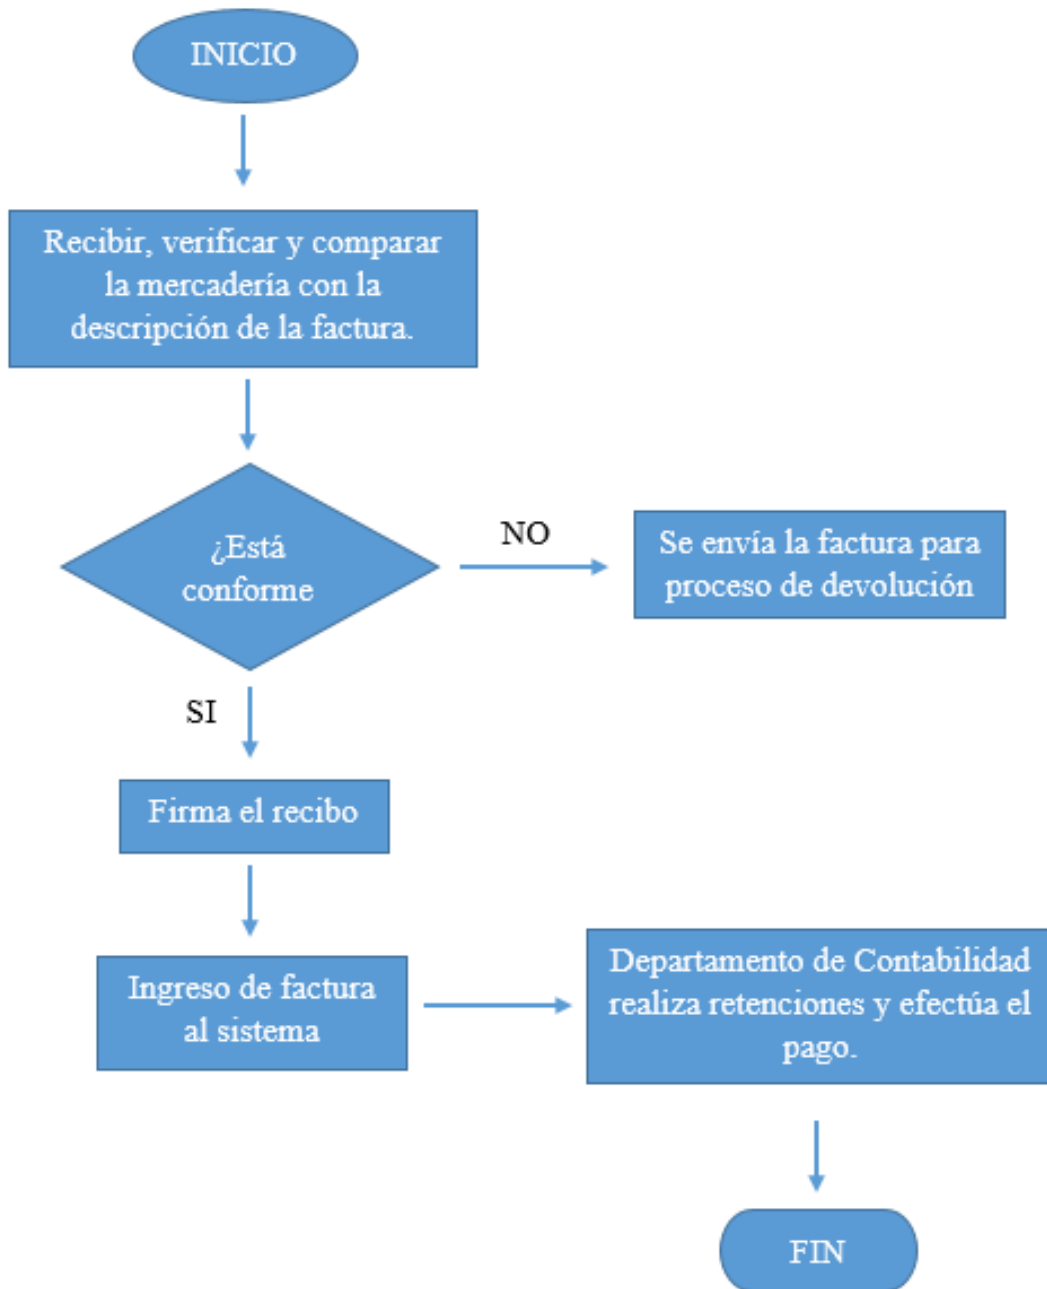 INICIO
Recibir, verificar y comparar
la mercadería con la
descripción de la factura.
¿Está
conforme
NO
Se envía la factura para
proceso de devolución
SI
Firma el recibo
Ingreso de factura
al sistema
Departamento de Contabilidad
realiza retenciones y efectúa el
pago.
FIN